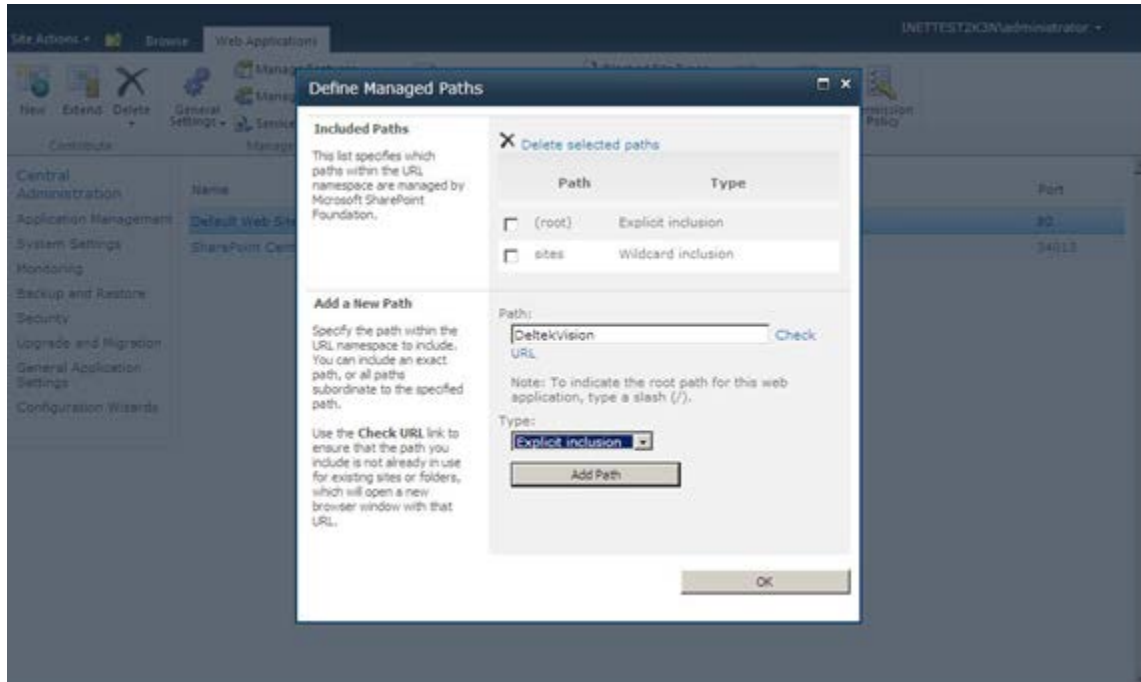 Site Actions Browse Web Applications INETTEST2K3N\administrator
New Extend Delete General Settings
Contribute
Policy
Define Managed Paths
Included Paths
This list specifies which
paths within the URL
namespace are managed by
Microsoft SharePoint
Foundation.
Delete selected paths
Path Type
(root) Explicit inclusion
sites Wildcard inclusion
Add a New Path
Specify the path within the
URL namespace to include.
You can include an exact
path, or all paths
subordinate to the specified
path.
Use the Check URL link to
ensure that the path you
include is not already in use
for existing sites or folders,
which will open a new
browser window with that
URL.
Path:
DeltekVision Check
URL
Note: To indicate the root path for this web
application, type a slash (/).
Type:
Explicit inclusion
Add Path
OK
Central
Administration
Application Management
System Settings
Monitoring
Backup and Restore
Security
Upgrade and Migration
General Application
Settings
Configuration Wizards
Name Port
Default Web Site 80
SharePoint Cent